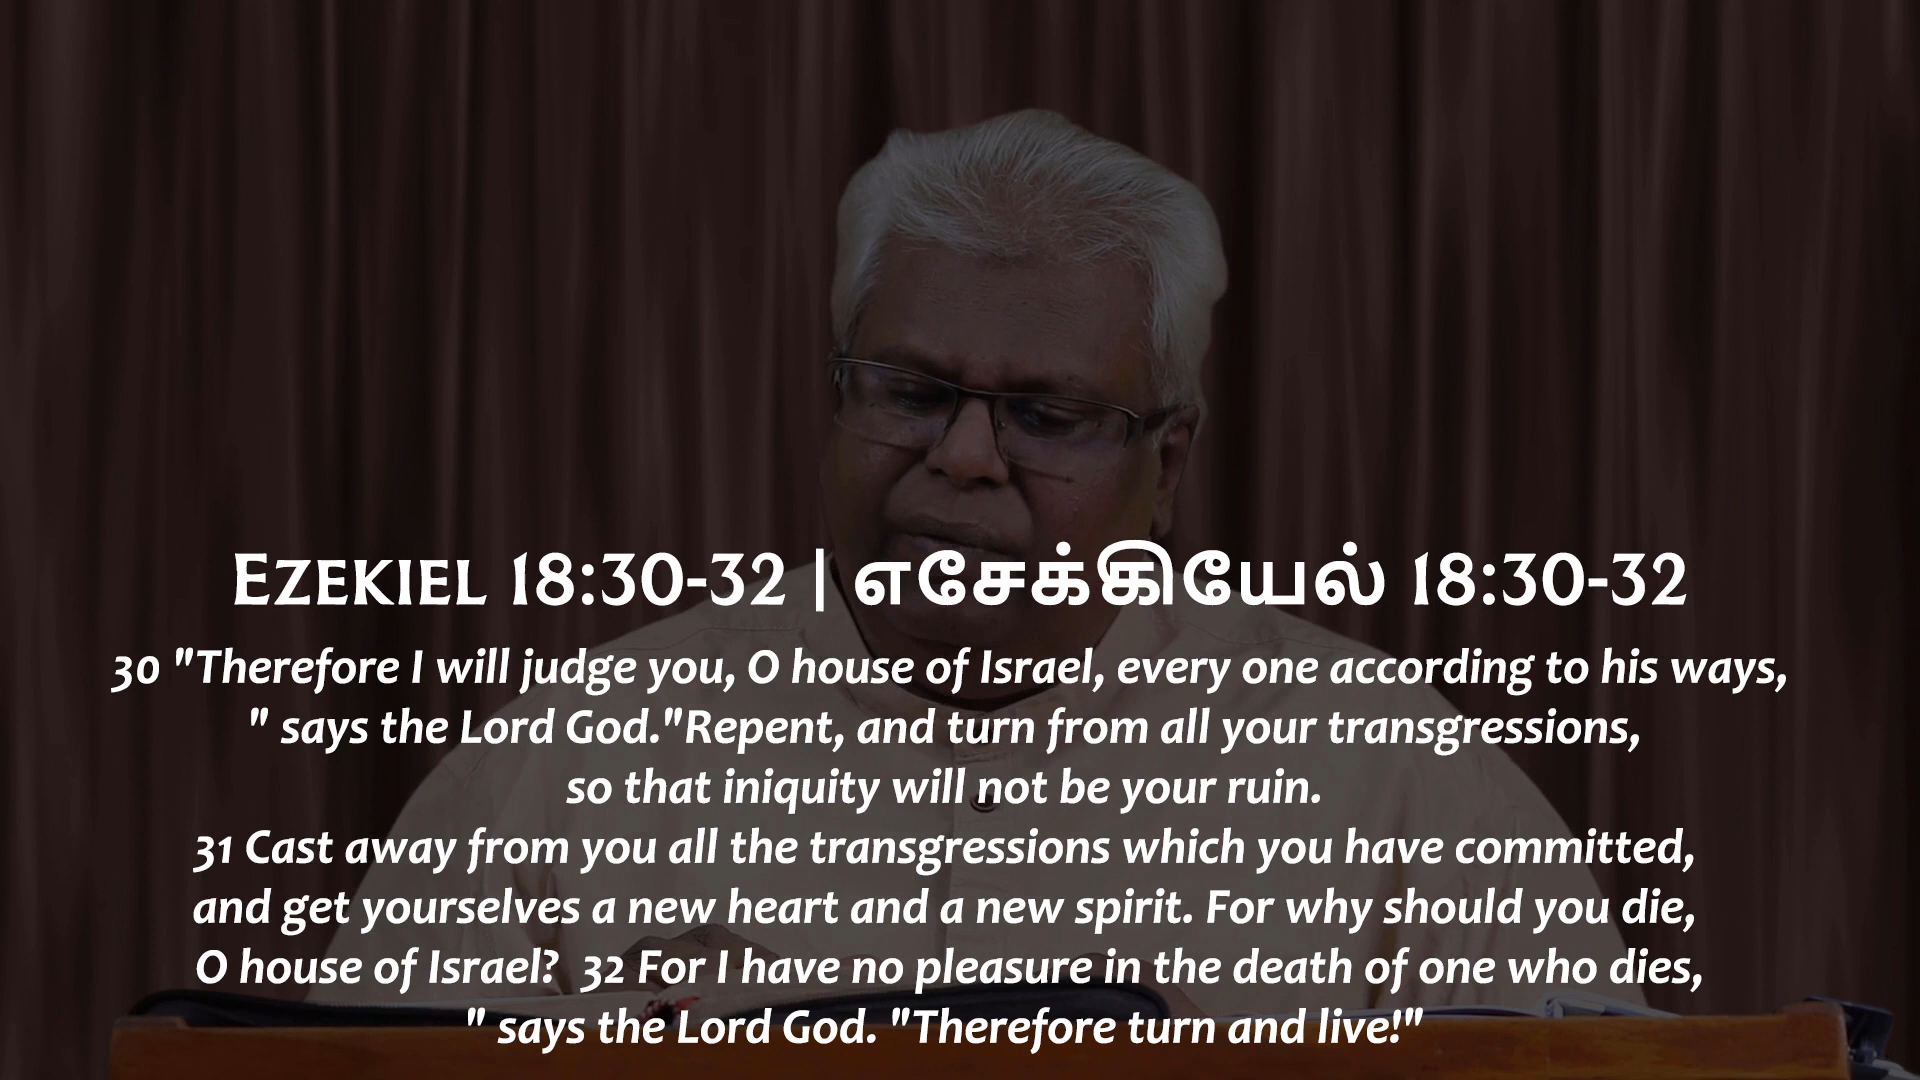 EZEKIEL 18:30-32 | எசேக்கியேல் 18:30-32
30 "Therefore I will judge you, O house of Israel, every one according to his ways,
" says the Lord God."Repent, and turn from all your transgressions,
so that iniquity will not be your ruin.
31 Cast away from you all the transgressions which you have committed,
and get yourselves a new heart and a new spirit. For why should you die,
O house of Israel?  32 For I have no pleasure in the death of one who dies,
" says the Lord God. "Therefore turn and live!"